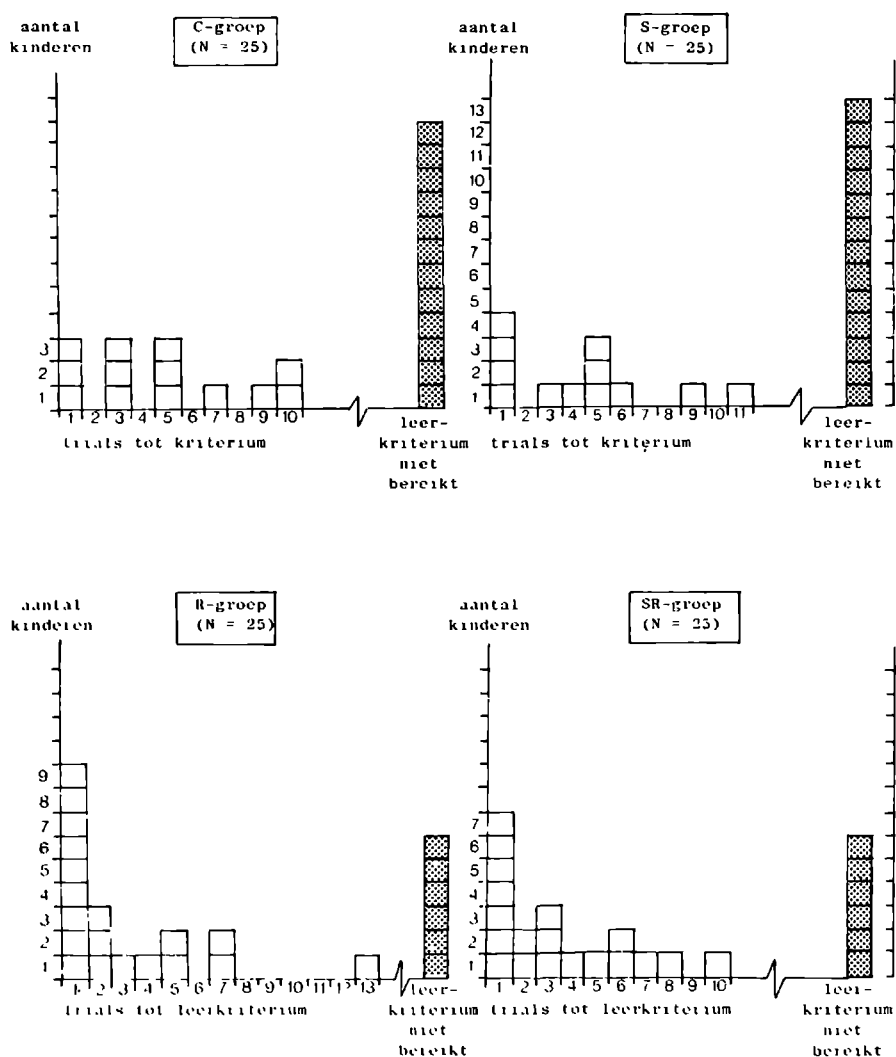 aantal
kinderen
C-groep
(N = 25)
3
2
1
1 2 3 4 5 6 7 8 9 10
trials tot kriterium
leer-
kriterium
niet
bereikt
aantal
kinderen
S-groep
(N = 25)
13
12
11
10
9
8
7
6
5
4
3
2
1
1 2 3 4 5 6 7 8 9 10 11
trials tot kriterium
leer-
kriterium
niet
bereikt
aantal
kinderen
R-groep
(N = 25)
9
8
7
6
5
4
3
2
1
1 2 3 4 5 6 7 8 9 10 11 13
trials tot leerkriterium
leer-
kriterium
niet
bereikt
aantal
kinderen
SR-groep
(N = 25)
7
6
5
4
3
2
1
1 2 3 4 5 6 7 8 9 10
trials tot leerkriterium
leer-
kriterium
niet
bereikt